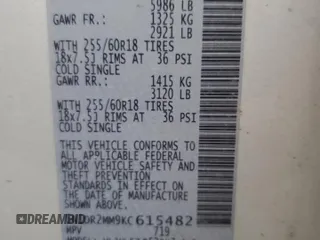 5986 LB
GAWR FR.: 1325 KG
2921 LB
WITH 255/60R18 TIRES
18x7.5J RIMS AT 36 PSI
COLD SINGLE
GAWR RR.: 1415 KG
3120 LB
WITH 255/60R18 TIRES
18x7.5J RIMS AT 36 PSI
COLD SINGLE
THIS VEHICLE CONFORMS TO
ALL APPLICABLE FEDERAL
MOTOR VEHICLE SAFETY AND
THEFT PREVENTION
STANDARDS IN EFFECT ON
THE DATE OF MANUFACTURE
SHOWN ABOVE.
DR2MM9KC615482
MPV 719
DREAMBID.COM